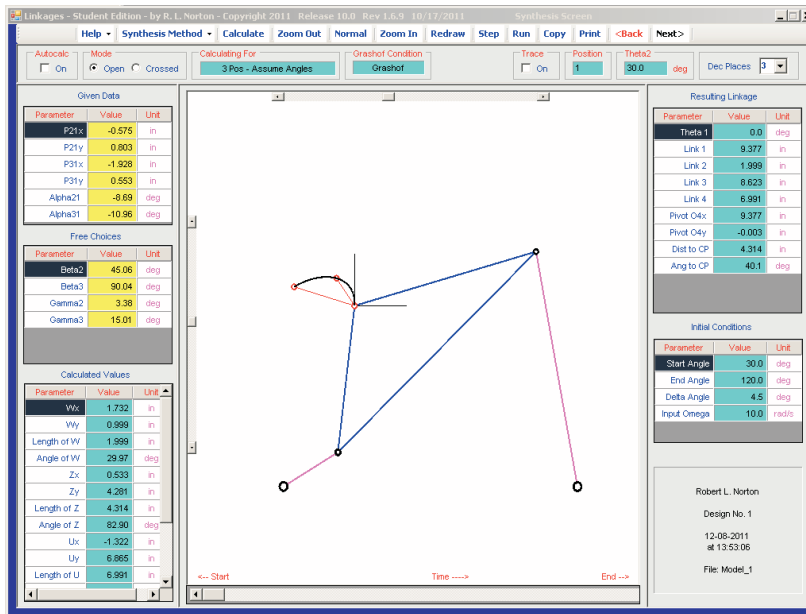 Linkages - Student Edition - by R. L. Norton - Copyright 2011 Release 10.0 Rev 1.6.9 10/17/2011 Synthesis Screen
Help Synthesis Method Calculate Zoom Out Normal Zoom In Redraw Step Run Copy Print <Back Next>
Autocalc
On
Mode
Open Crossed
Calculating For
3 Pos - Assume Angles
Grashof Condition
Grashof
Trace
On
Position
1
Theta2
30.0 deg
Dec Places 3
Given Data
Parameter Value Unit
P21x -0.575 in
P21y 0.803 in
P31x -1.928 in
P31y 0.553 in
Alpha21 -8.69 deg
Alpha31 -10.96 deg
Free Choices
Parameter Value Unit
Beta2 45.06 deg
Beta3 90.04 deg
Gamma2 3.38 deg
Gamma3 15.01 deg
Calculated Values
Parameter Value Unit
Wx 1.732 in
Wy 0.999 in
Length of W 1.999 in
Angle of W 29.97 deg
Zx 0.533 in
Zy 4.281 in
Length of Z 4.314 in
Angle of Z 82.90 deg
Ux -1.322 in
Uy 6.865 in
Length of U 6.991 in
<-- Start Time ----> End -->
Resulting Linkage
Parameter Value Unit
Theta 1 0.0 deg
Link 1 9.377 in
Link 2 1.999 in
Link 3 8.623 in
Link 4 6.991 in
Pivot O4x 9.377 in
Pivot O4y -0.003 in
Dist to CP 4.314 in
Ang to CP 40.1 deg
Initial Conditions
Parameter Value Unit
Start Angle 30.0 deg
End Angle 120.0 deg
Delta Angle 4.5 deg
Input Omega 10.0 rad/s
Robert L. Norton
Design No. 1
12-08-2011
at 13:53:06
File: Model_1